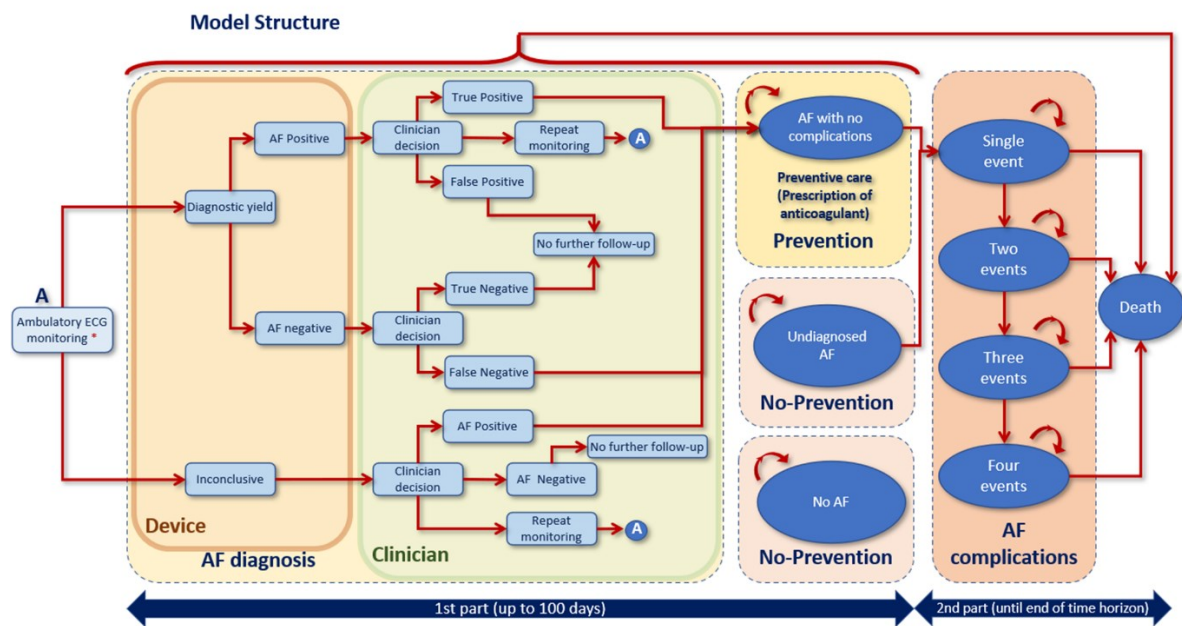 Model Structure
A
Ambulatory ECG
monitoring *
Diagnostic yield
AF Positive
AF negative
Inconclusive
Device
AF diagnosis
True Positive
Clinician
decision
Repeat
monitoring
A
False Positive
No further follow-up
True Negative
Clinician
decision
False Negative
AF Positive
No further follow-up
Clinician
decision
AF Negative
Repeat
monitoring
A
Clinician
AF with no
complications
Preventive care
(Prescription of
anticoagulant)
Prevention
Undiagnosed
AF
No-Prevention
No AF
No-Prevention
Single
event
Two
events
Three
events
Four
events
AF
complications
Death
1st part (up to 100 days)
2nd part (until end of time horizon)